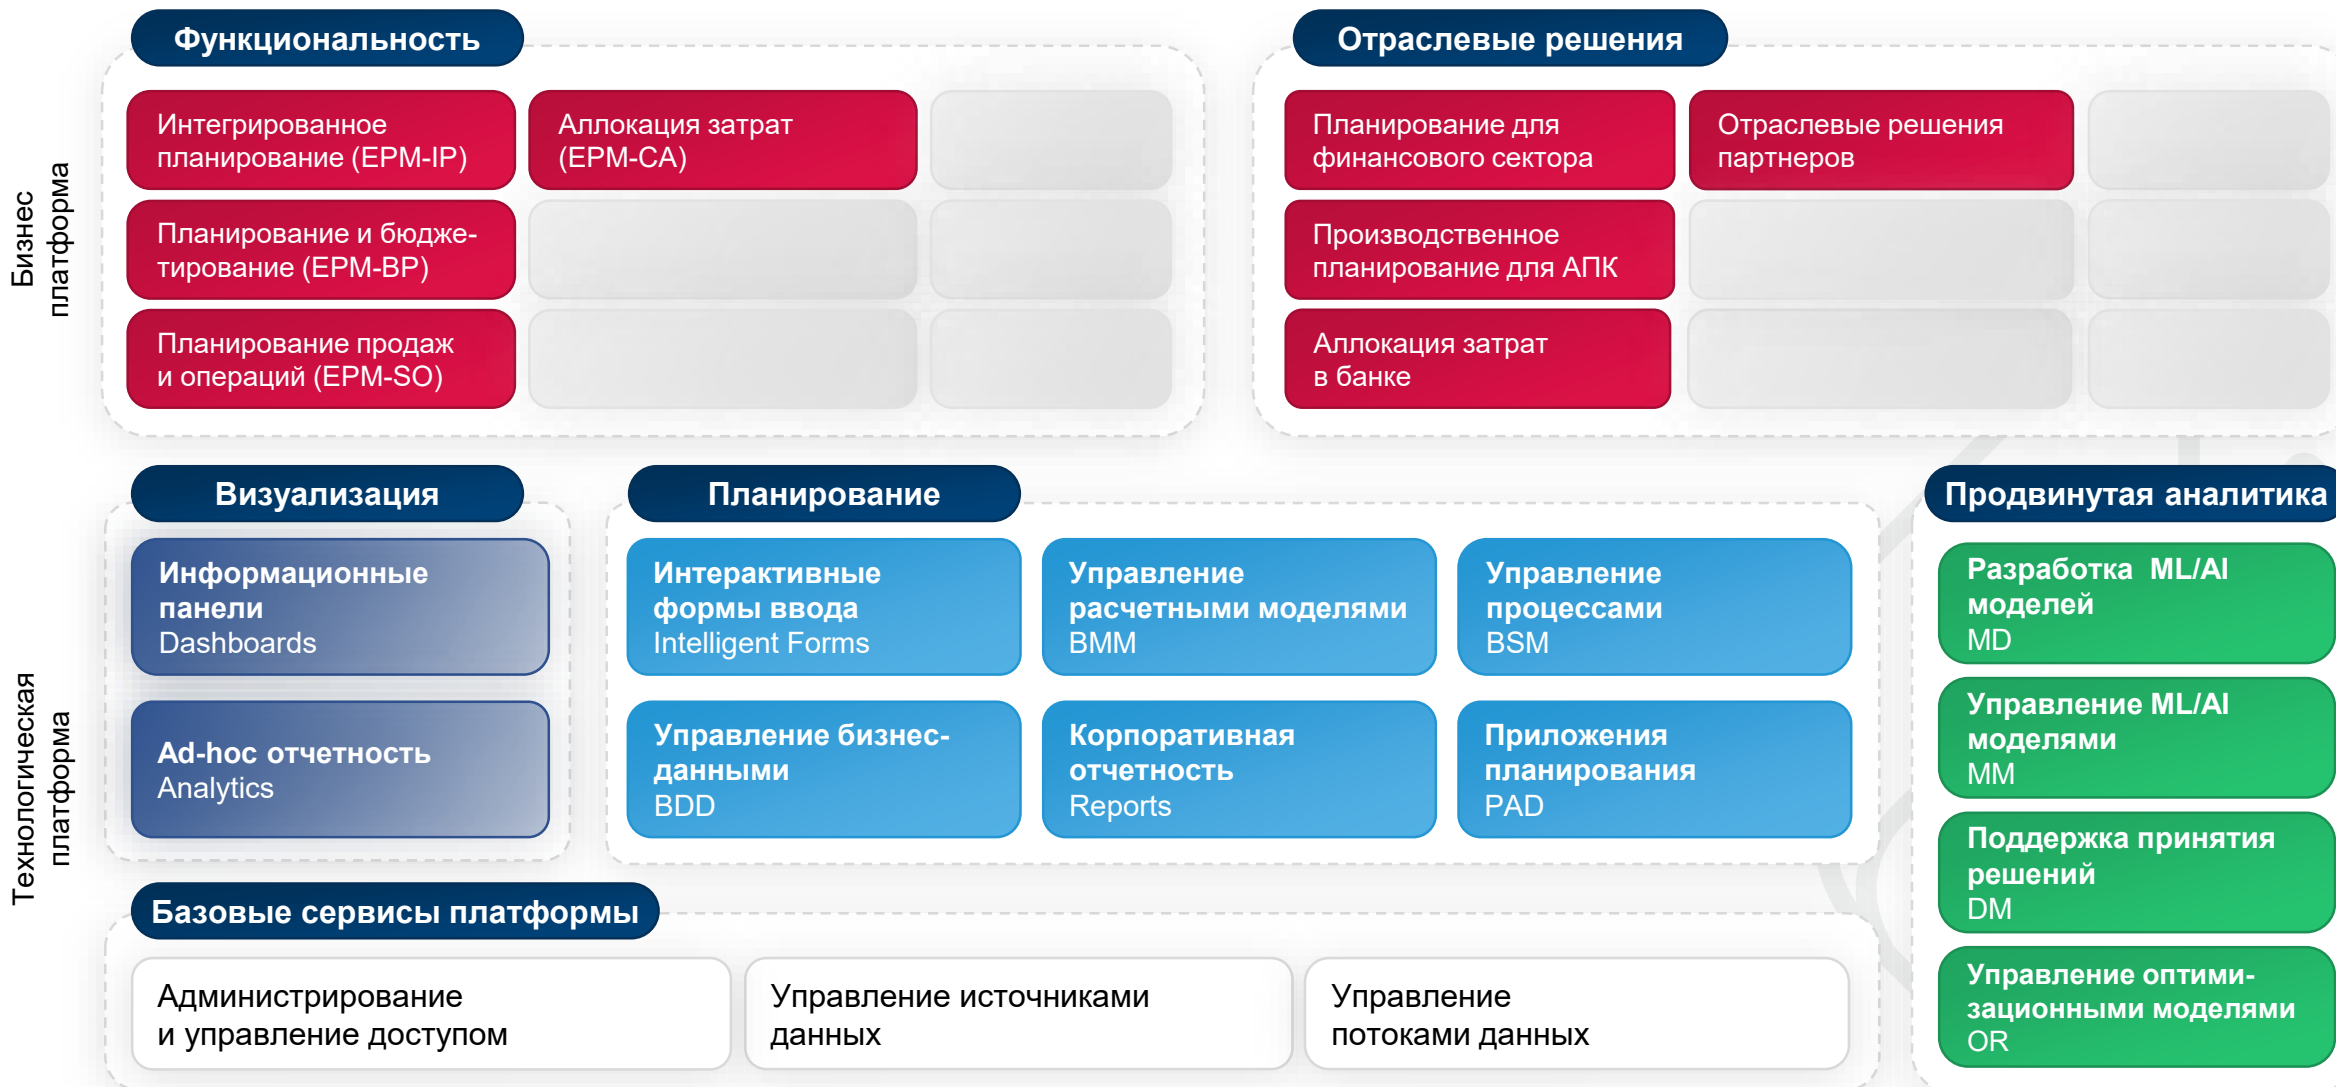 Функциональность
Отраслевые решения
Бизнес
платформа
Интегрированное
планирование (EPM-IP)
Аллокация затрат
(EPM-CA)
Планирование и бюдже-
тирование (EPM-BP)
Планирование продаж
и операций (EPM-SO)
Планирование для
финансового сектора
Отраслевые решения
партнеров
Производственное
планирование для АПК
Аллокация затрат
в банке
Технологическая
платформа
Визуализация
Информационные
панели
Dashboards
Ad-hoc отчетность
Analytics
Планирование
Интерактивные
формы ввода
Intelligent Forms
Управление
расчетными моделями
BMM
Управление
процессами
BSM
Управление бизнес-
данными
BDD
Корпоративная
отчетность
Reports
Приложения
планирования
PAD
Продвинутая аналитика
Разработка ML/AI
моделей
MD
Управление ML/AI
моделями
MM
Поддержка принятия
решений
DM
Управление оптими-
зационными моделями
OR
Базовые сервисы платформы
Администрирование
и управление доступом
Управление источниками
данных
Управление
потоками данных